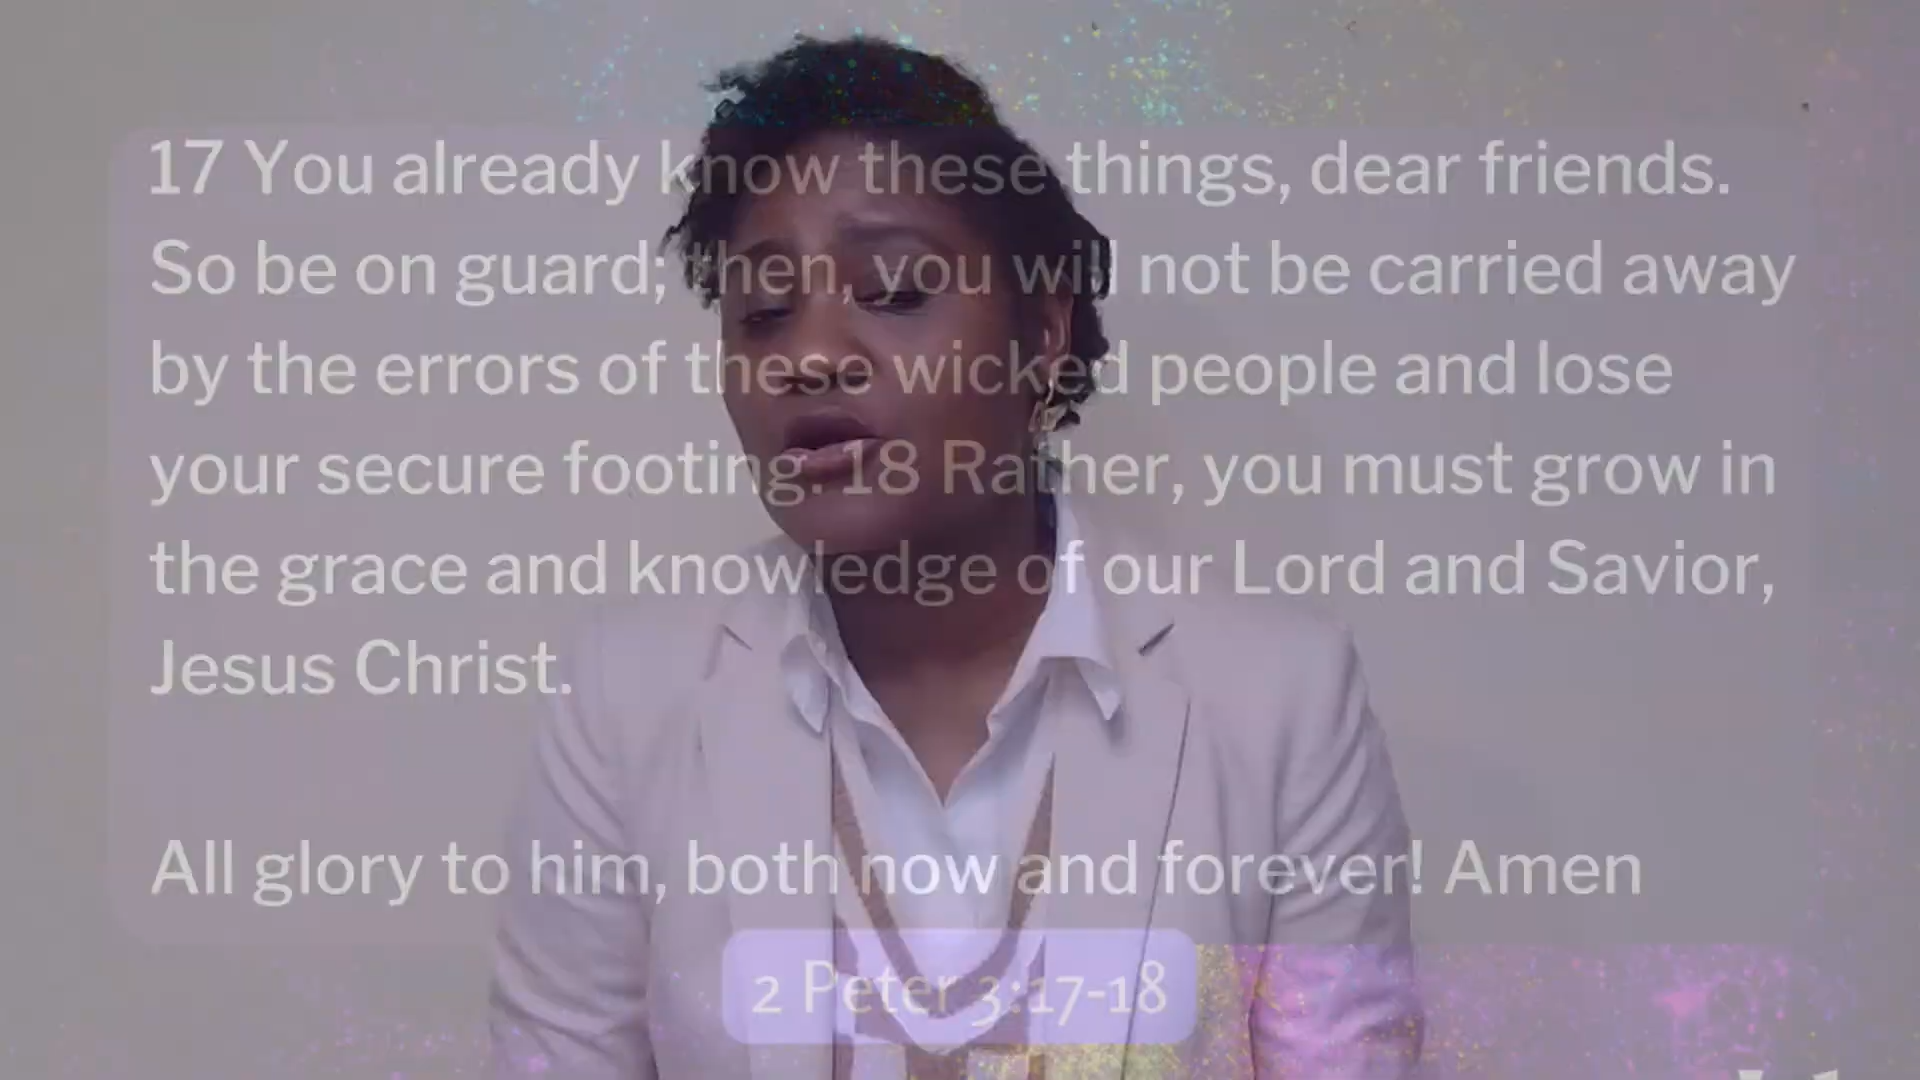 17 You already know these things, dear friends.
So be on guard; then, you will not be carried away
by the errors of these wicked people and lose
your secure footing. 18 Rather, you must grow in
the grace and knowledge of our Lord and Savior,
Jesus Christ.
All glory to him, both now and forever! Amen
2 Peter 3:17-18